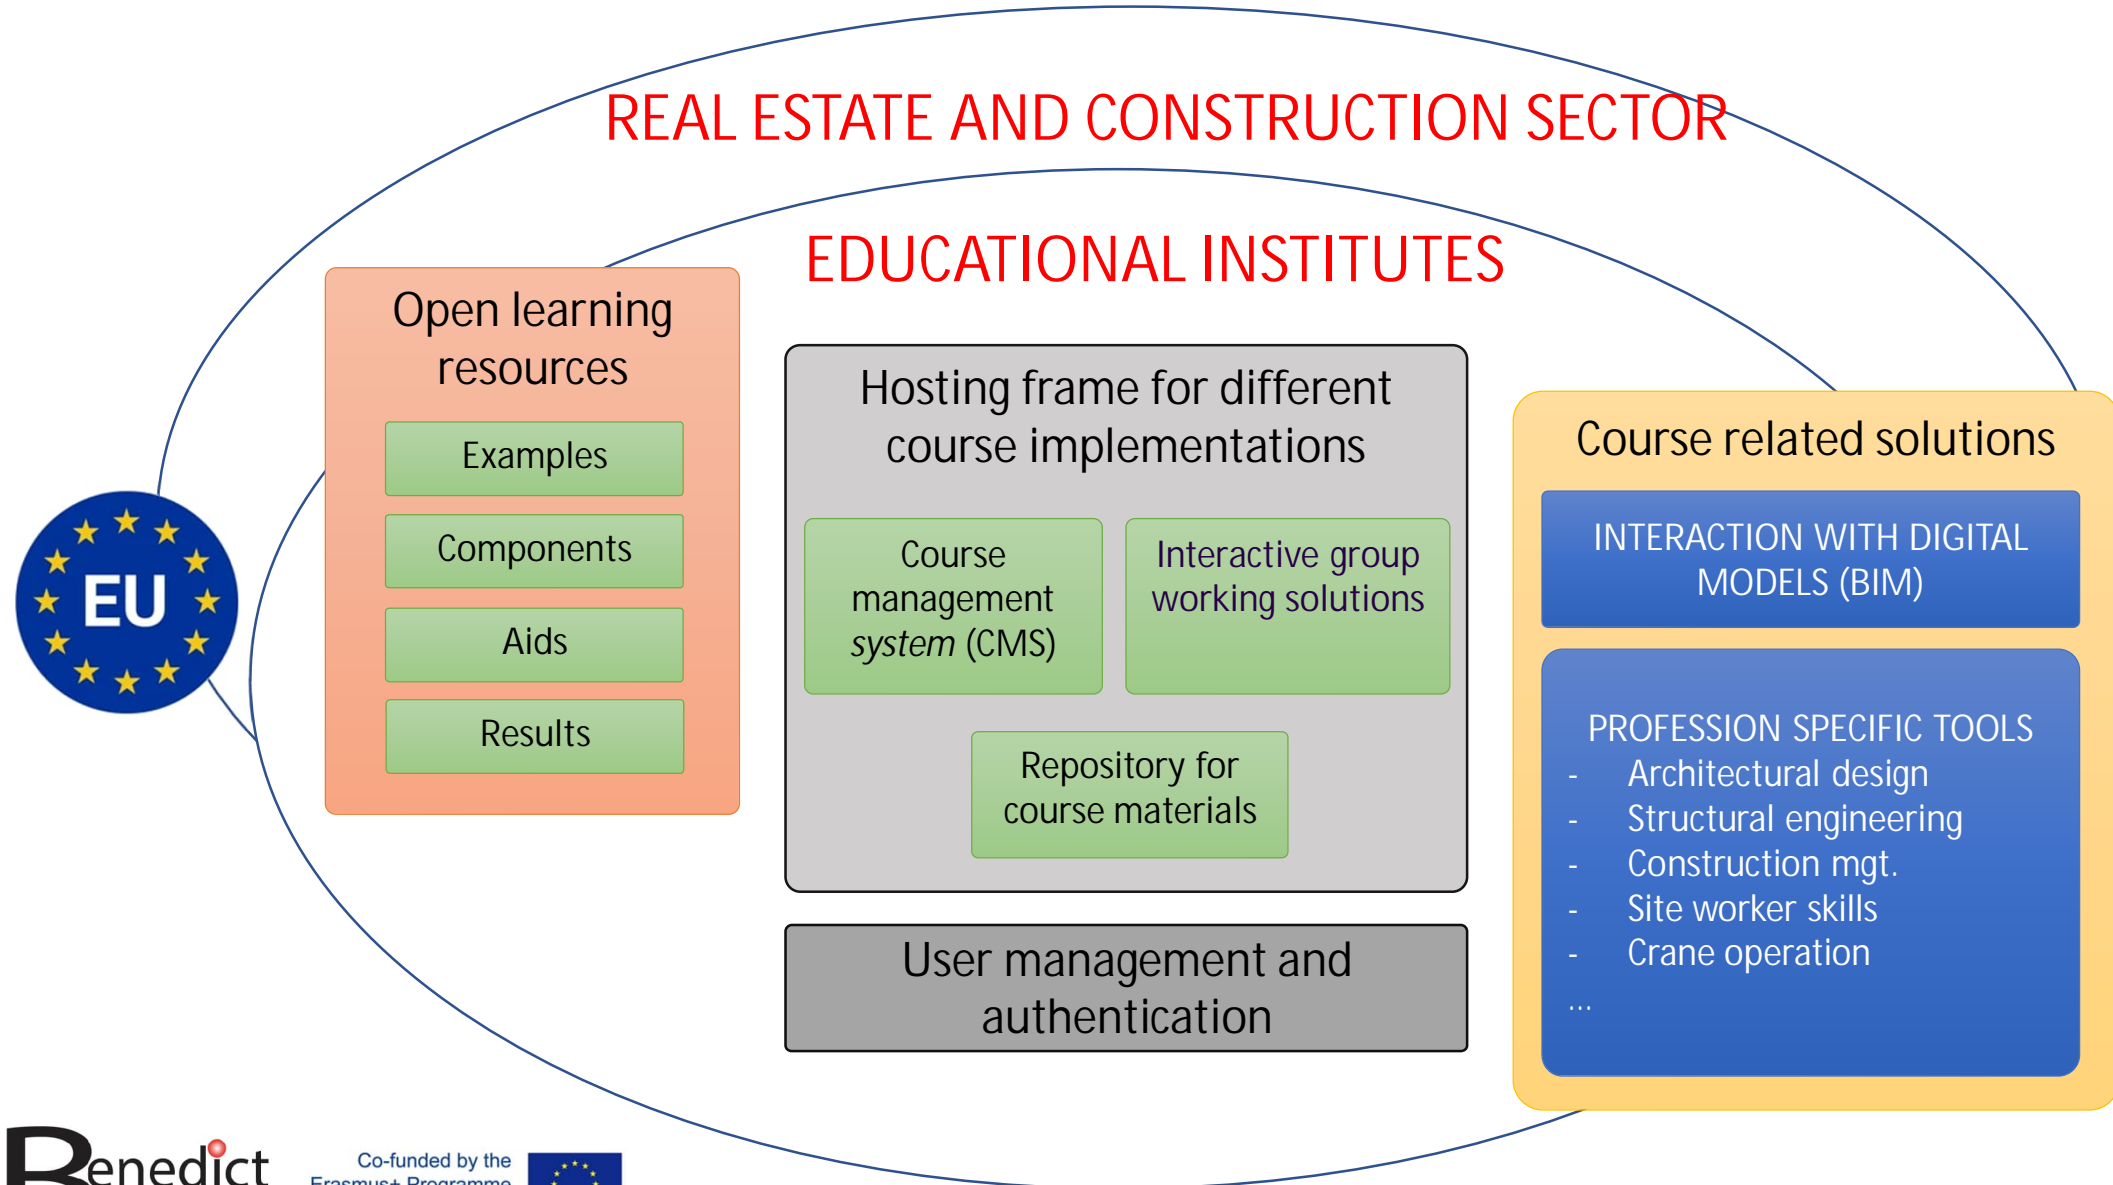 REAL ESTATE AND CONSTRUCTION SECTOR
EDUCATIONAL INSTITUTES
EU
Open learning
resources
Examples
Components
Aids
Results
Hosting frame for different
course implementations
Course
management
system (CMS)
Interactive group
working solutions
Repository for
course materials
User management and
authentication
Course related solutions
INTERACTION WITH DIGITAL
MODELS (BIM)
PROFESSION SPECIFIC TOOLS
- Architectural design
- Structural engineering
- Construction mgt.
- Site worker skills
- Crane operation
...
Benedict
Co-funded by the
Erasmus+ Programme